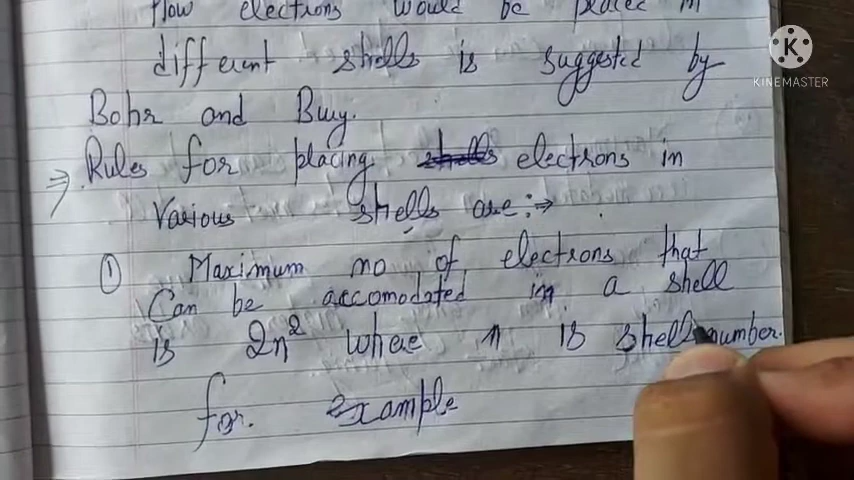 How electrons would be placed in
different shells is suggested by
Bohr and Bury.
⇒ Rules for placing shells electrons in
Various shells are:⇒
① Maximum no of electrons that
Can be accomodated in a shell
is 2n² where n is shell number.
for. example
K
KINEMASTER